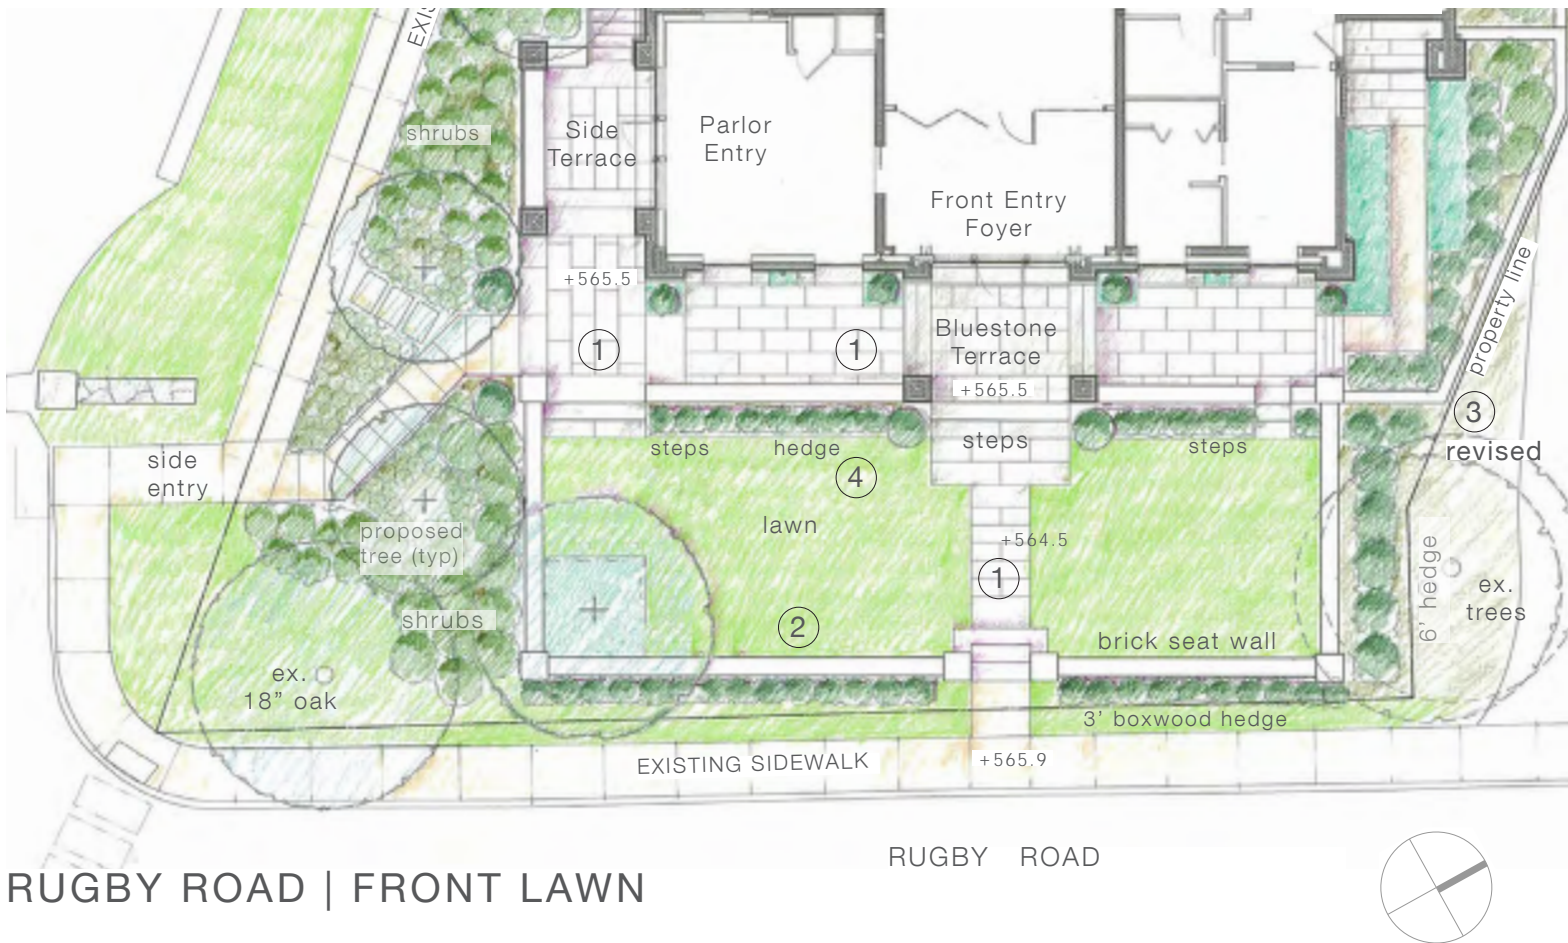 EXIS
shrubs
Side
Terrace
Parlor
Entry
Front Entry
Foyer
+565.5
property line
1
1
Bluestone
Terrace
+565.5
3
revised
steps
hedge
steps
steps
4
side
entry
lawn
proposed
tree (typ)
+564.5
1
6' hedge
ex.
trees
shrubs
2
brick seat wall
ex.
18” oak
3’ boxwood hedge
EXISTING SIDEWALK
+565.9
RUGBY ROAD
RUGBY ROAD | FRONT LAWN